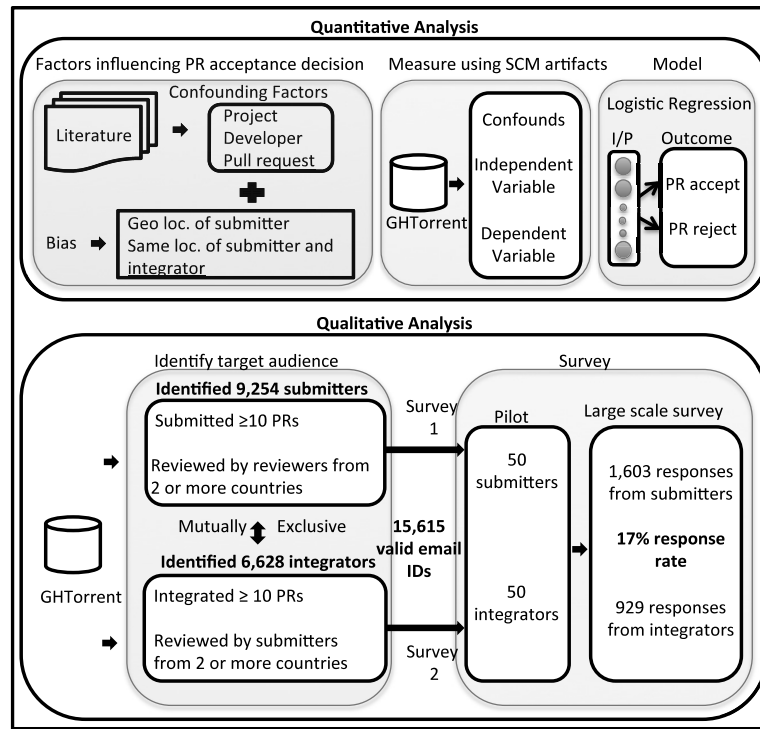 Quantitative Analysis
Factors influencing PR acceptance decision
Measure using SCM artifacts
Model
Confounding Factors
Literature
Project
Developer
Pull request
Bias
Geo loc. of submitter
Same loc. of submitter and
integrator
GHTorrent
Confounds
Independent
Variable
Dependent
Variable
Logistic Regression
I/P
Outcome
PR accept
PR reject
Qualitative Analysis
Identify target audience
Identified 9,254 submitters
Submitted ≥10 PRs
Reviewed by reviewers from
2 or more countries
Mutually
Exclusive
Identified 6,628 integrators
Integrated ≥ 10 PRs
Reviewed by submitters
from 2 or more countries
GHTorrent
Survey
1
15,615
valid email
IDs
Survey
2
Survey
Pilot
50
submitters
50
integrators
Large scale survey
1,603 responses
from submitters
17% response
rate
929 responses
from integrators